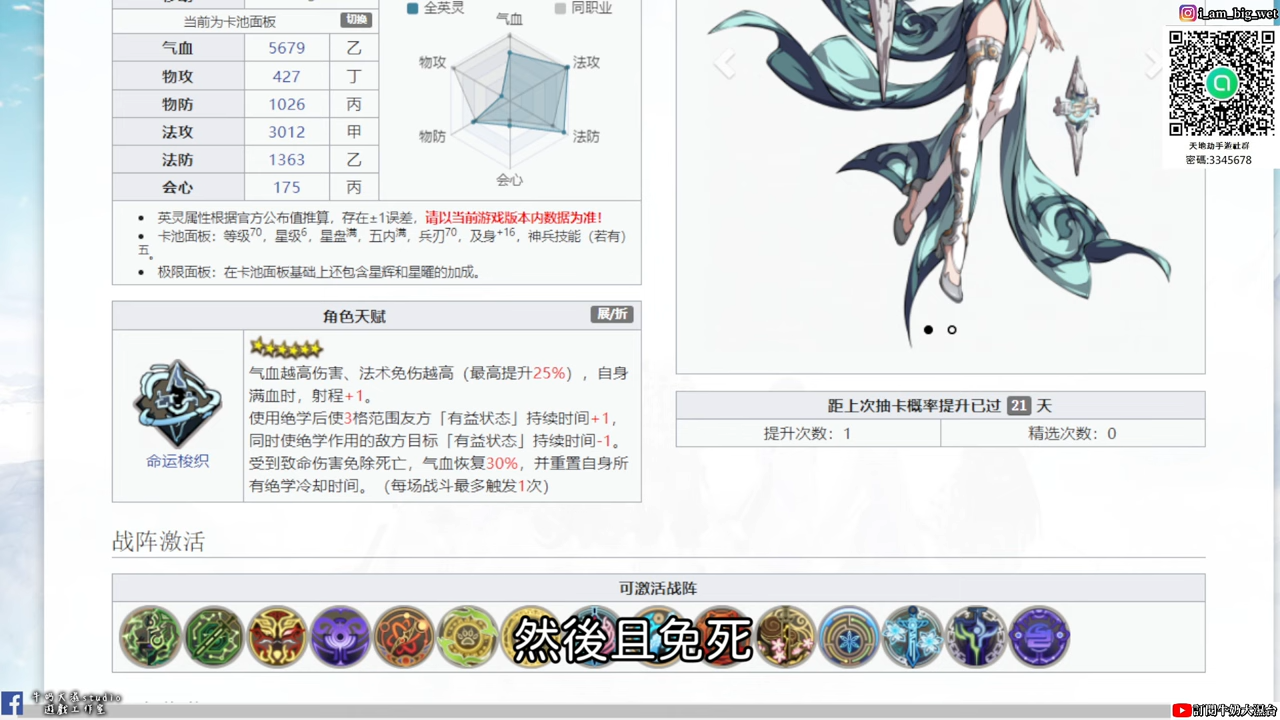 当前为卡池面板 切换
气血 5679 乙
物攻 427 丁
物防 1026 丙
法攻 3012 甲
法防 1363 乙
会心 175 丙
全英灵 同职业
气血
物攻 法攻
物防 法防
会心
英灵属性根据官方公布值推算，存在±1误差，请以当前游戏版本内数据为准！
卡池面板：等级70，星级6，星盘满，五内满，兵刃70，及身+16，神兵技能（若有）
五。
极限面板：在卡池面板基础上还包含星辉和星曜的加成。
角色天赋 展/折
气血越高伤害、法术免伤越高（最高提升25%），自身
满血时，射程+1。
使用绝学后使3格范围友方「有益状态」持续时间+1，
同时使绝学作用的敌方目标「有益状态」持续时间-1。
受到致命伤害免除死亡，气血恢复30%，并重置自身所
有绝学冷却时间。（每场战斗最多触发1次）
命运梭织
i_am_big_wet
天地劫手游社群
密碼:3345678
距上次抽卡概率提升已过 21 天
提升次数：1 精选次数：0
战阵激活
可激活战阵
然後且免死
牛奶大濕studio
遊戲工作室
訂閱牛奶大濕台